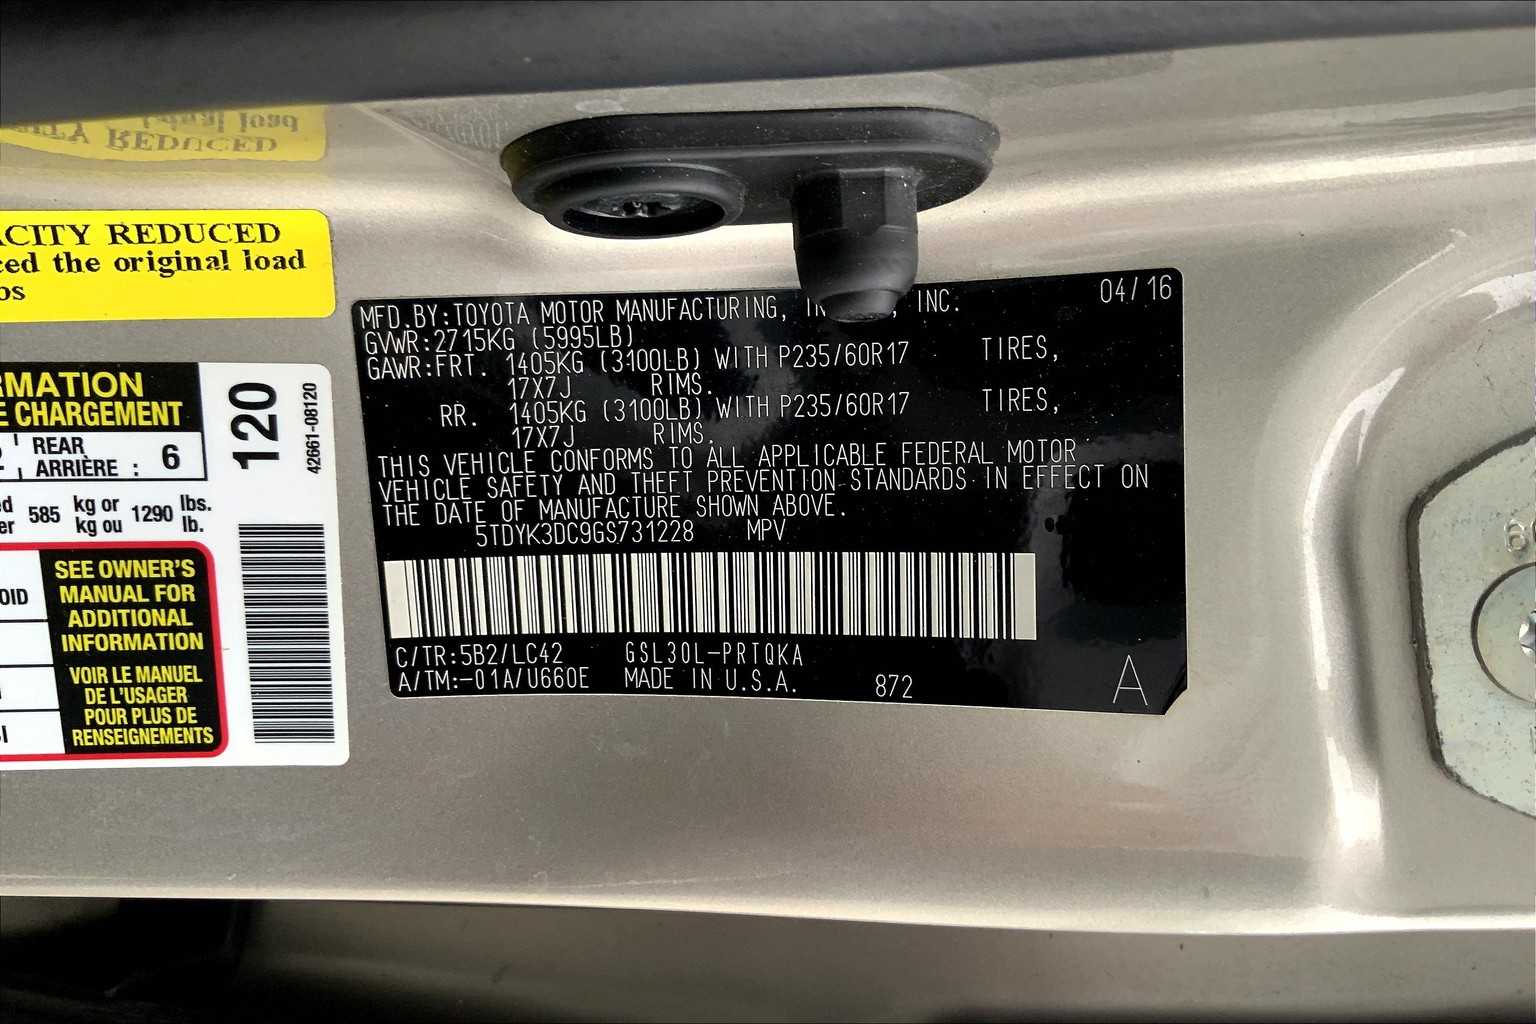 REDUCED
load
CITY REDUCED
the original load
RMATION
CHARGEMENT
REAR
ARRIÈRE : 6
585 kg or 1290 lbs.
kg ou lb.
SEE OWNER'S
MANUAL FOR
ADDITIONAL
INFORMATION
VOIR LE MANUEL
DE L'USAGER
POUR PLUS DE
RENSEIGNEMENTS
120
42661-08120
04/16
MFD.BY:TOYOTA MOTOR MANUFACTURING, INC.
GVWR:2715KG (5995LB)
GAWR:FRT. 1405KG (3100LB) WITH P235/60R17 TIRES,
17X7J RIMS.
RR. 1405KG (3100LB) WITH P235/60R17 TIRES,
17X7J RIMS.
THIS VEHICLE CONFORMS TO ALL APPLICABLE FEDERAL MOTOR
VEHICLE SAFETY AND THEFT PREVENTION STANDARDS IN EFFECT ON
THE DATE OF MANUFACTURE SHOWN ABOVE.
5TDYK3DC9GS731228 MPV
C/TR:5B2/LC42 GSL30L-PRTQKA
A/TM:-01A/U660E MADE IN U.S.A. 872
A